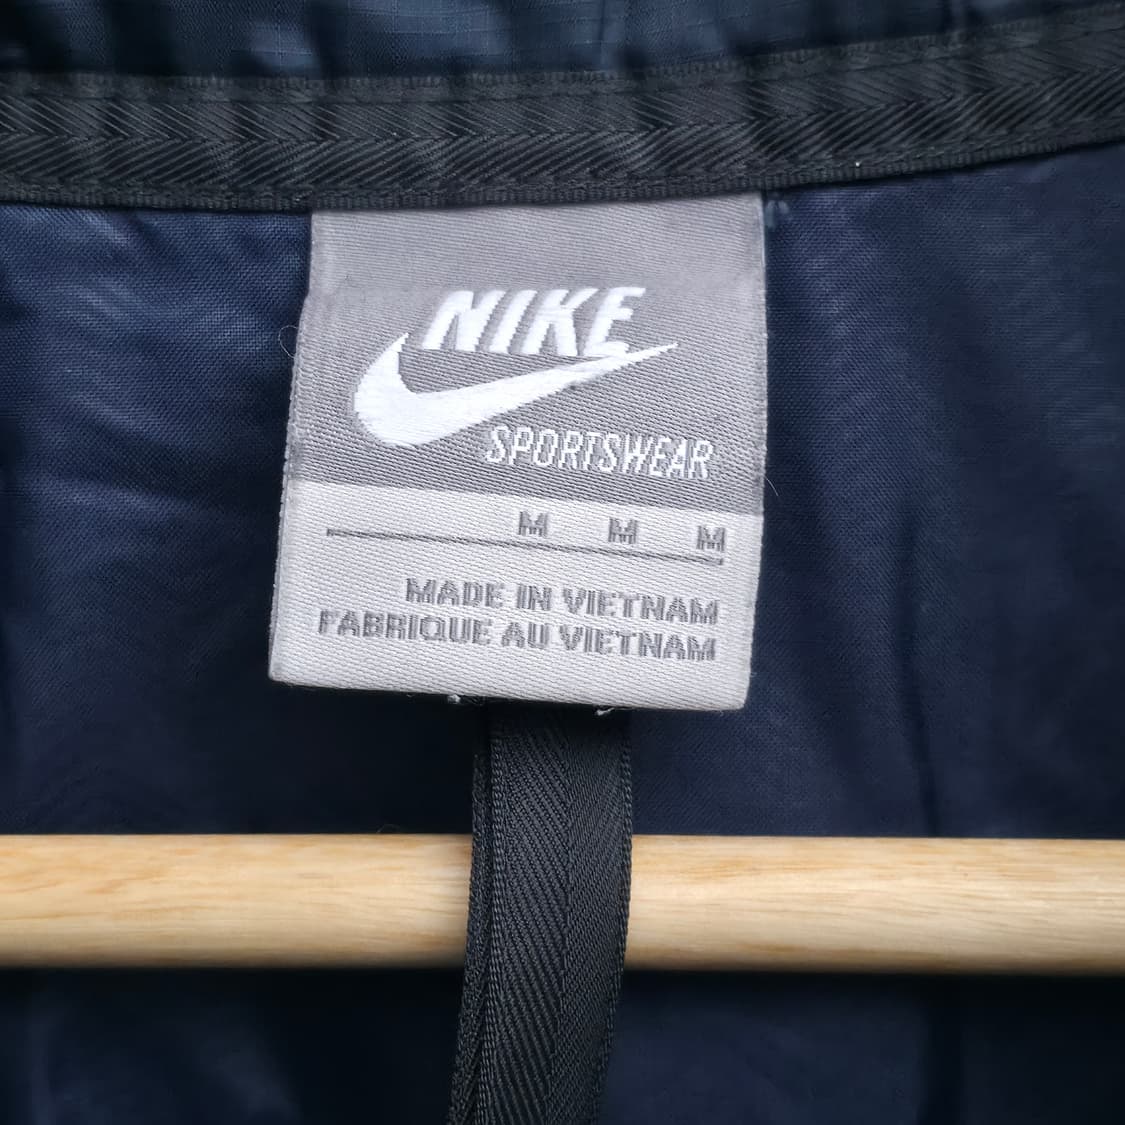 NIKE
SPORTSWEAR
M M M
MADE IN VIETNAM
FABRIQUE AU VIETNAM